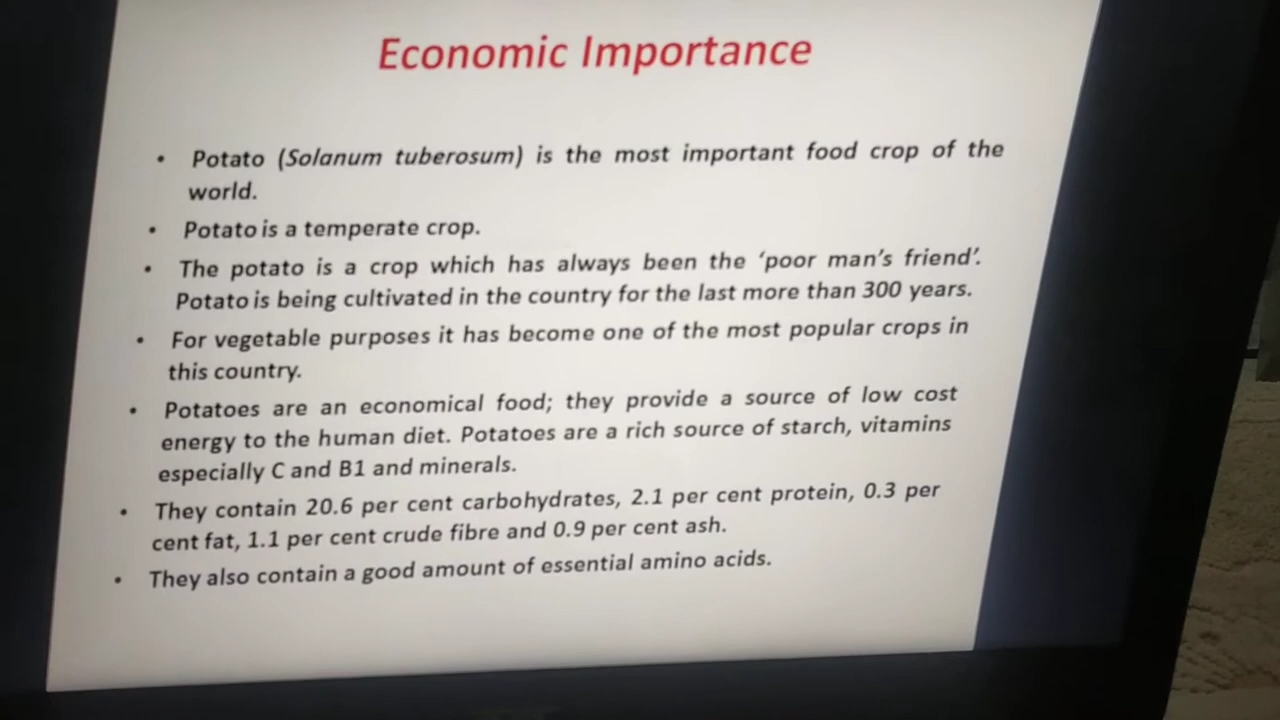 Economic Importance
• Potato (Solanum tuberosum) is the most important food crop of the
world.
• Potato is a temperate crop.
• The potato is a crop which has always been the ‘poor man’s friend’.
Potato is being cultivated in the country for the last more than 300 years.
• For vegetable purposes it has become one of the most popular crops in
this country.
• Potatoes are an economical food; they provide a source of low cost
energy to the human diet. Potatoes are a rich source of starch, vitamins
especially C and B1 and minerals.
• They contain 20.6 per cent carbohydrates, 2.1 per cent protein, 0.3 per
cent fat, 1.1 per cent crude fibre and 0.9 per cent ash.
• They also contain a good amount of essential amino acids.